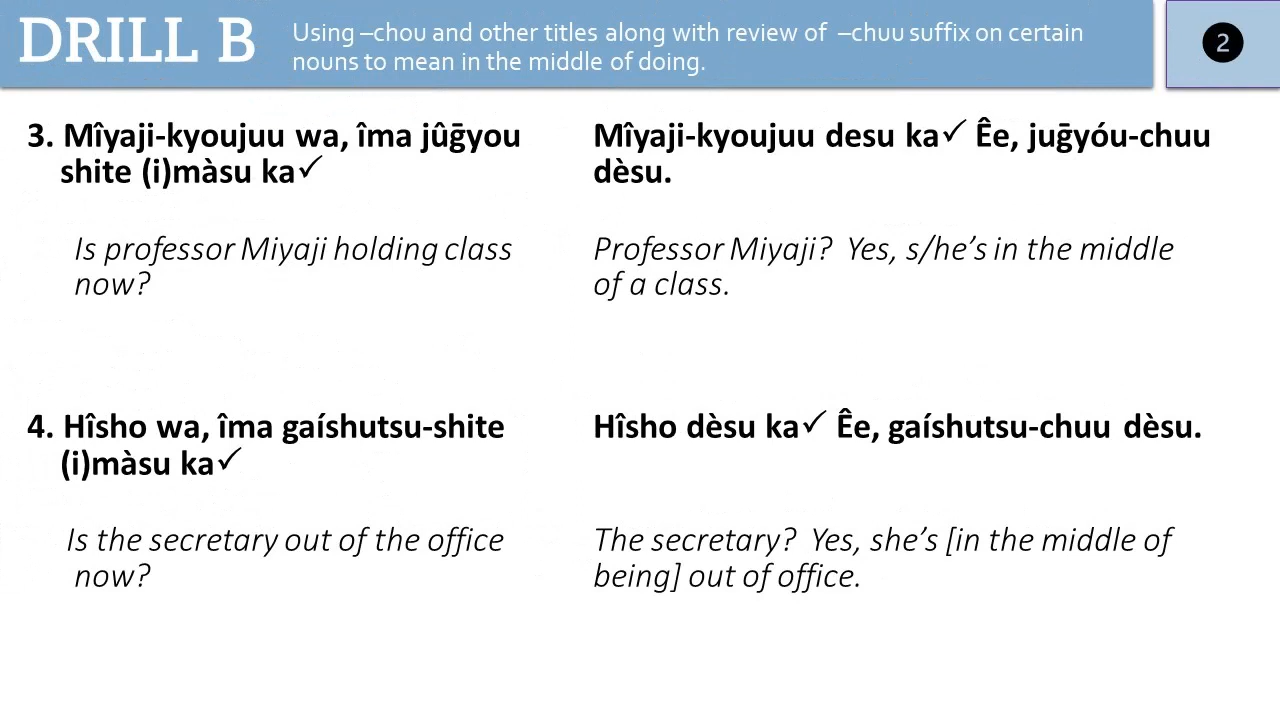 DRILL B
Using –chou and other titles along with review of –chuu suffix on certain
nouns to mean in the middle of doing.
2
3. Mîyaji-kyoujuu wa, îma jûḡyou
shite (i)màsu ka✓
Mîyaji-kyoujuu desu ka✓ Êe, juḡyóu-chuu
dèsu.
Is professor Miyaji holding class
now?
Professor Miyaji? Yes, s/he’s in the middle
of a class.
4. Hîsho wa, îma gaíshutsu-shite
(i)màsu ka✓
Hîsho dèsu ka✓ Êe, gaíshutsu-chuu dèsu.
Is the secretary out of the office
now?
The secretary? Yes, she’s [in the middle of
being] out of office.